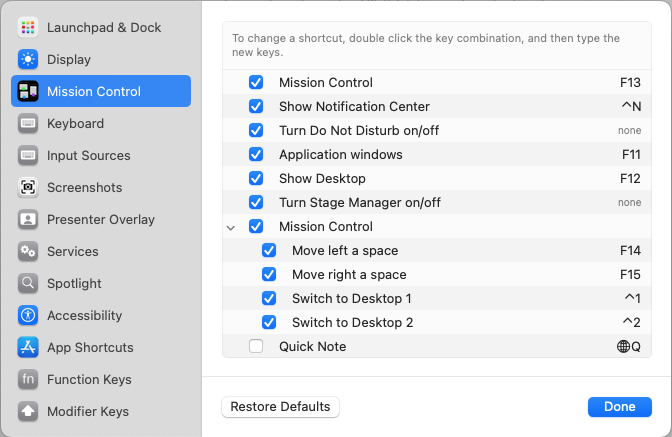 Launchpad & Dock
Display
Mission Control
Keyboard
Input Sources
Screenshots
Presenter Overlay
Services
Spotlight
Accessibility
App Shortcuts
fn Function Keys
Modifier Keys
To change a shortcut, double click the key combination, and then type the
new keys.
Mission Control F13
Show Notification Center ^N
Turn Do Not Disturb on/off none
Application windows F11
Show Desktop F12
Turn Stage Manager on/off none
Mission Control
Move left a space F14
Move right a space F15
Switch to Desktop 1 ^1
Switch to Desktop 2 ^2
Quick Note 🌐Q
Restore Defaults
Done